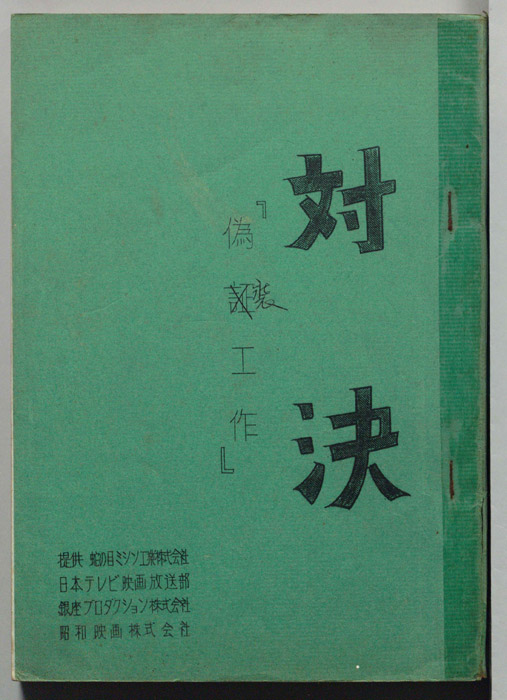 対決
『偽証装工作』
提供 蛇の目ミシン工業株式会社
日本テレビ映画放送部
銀座プロダクション株式会社
昭和映画株式会社